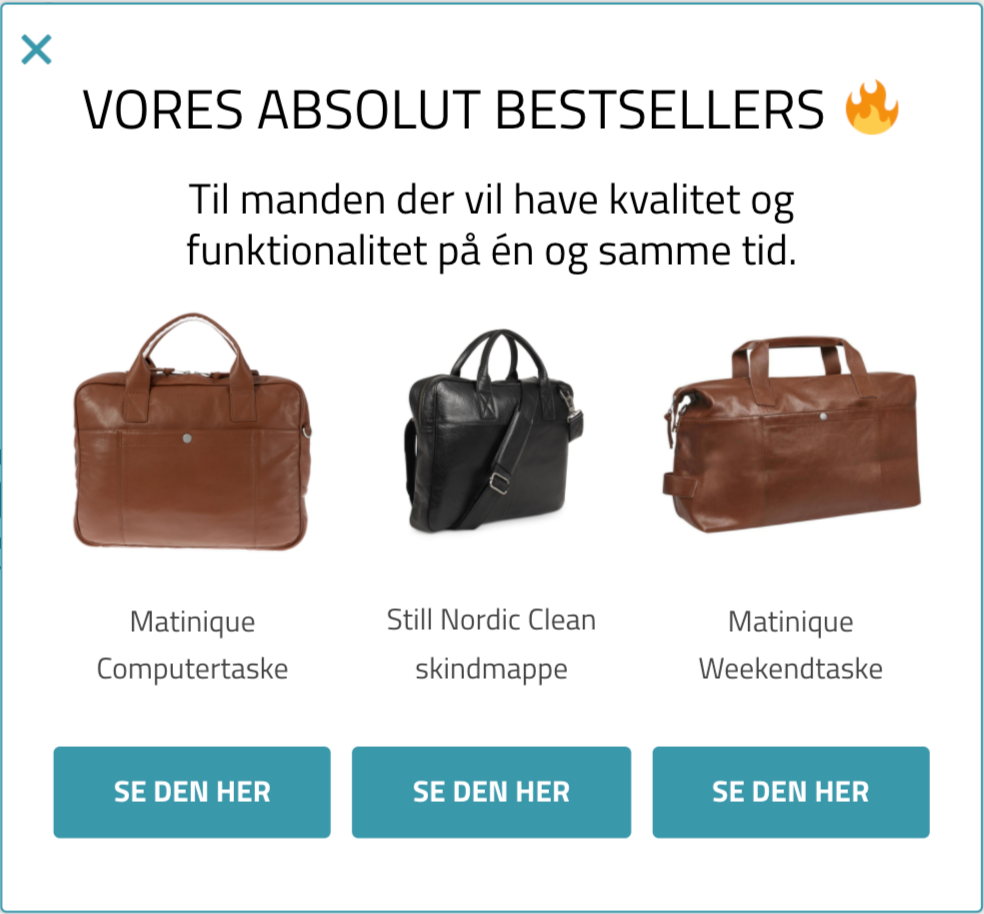 VORES ABSOLUT BESTSELLERS 🔥
Til manden der vil have kvalitet og
funktionalitet på én og samme tid.
Matinique
Computertaske
Still Nordic Clean
skindmappe
Matinique
Weekendtaske
SE DEN HER
SE DEN HER
SE DEN HER